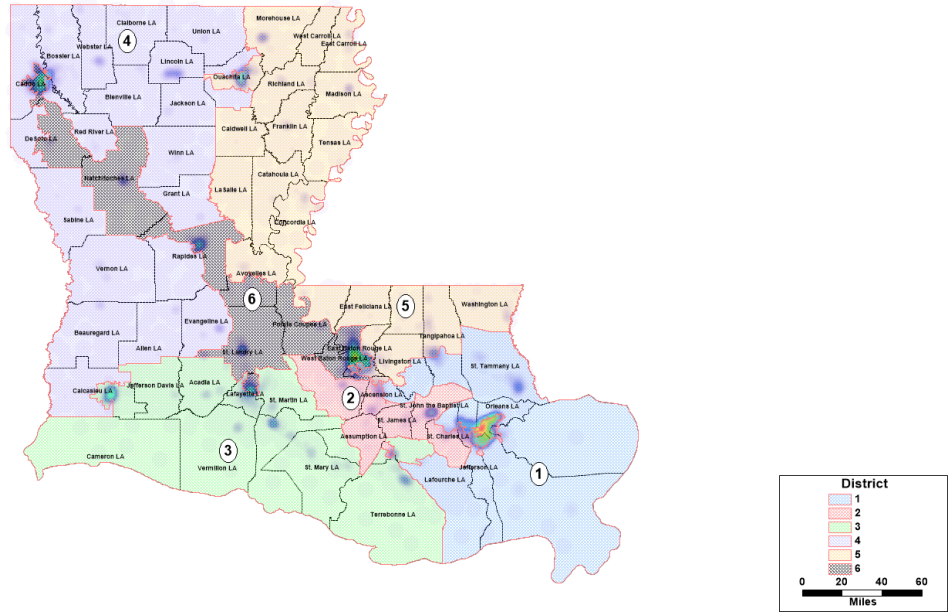 Morehouse LA
Claiborne LA
Union LA
West Carroll LA
East Carroll LA
4
Webster LA
Bossier LA
Lincoln LA
Caddo LA
Ouachita LA
Richland LA
Madison LA
Bienville LA
Jackson LA
Red River LA
Caldwell LA
Franklin LA
De Soto LA
Tensas LA
Winn LA
Catahoula LA
Natchitoches LA
Grant LA
La Salle LA
Sabine LA
Concordia LA
Rapides LA
Vernon LA
Avoyelles LA
6
5
East Feliciana LA
Washington LA
Pointe Coupee LA
Evangeline LA
Beauregard LA
Tangipahoa LA
Allen LA
St. Landry LA
East Baton Rouge LA
West Baton Rouge LA
Livingston LA
St. Tammany LA
Jefferson Davis LA
Acadia LA
Calcasieu LA
Lafayette LA
2
Ascension LA
St. Martin LA
St. John the Baptist LA
Orleans LA
St. James LA
Assumption LA
St. Charles LA
3
Cameron LA
Vermilion LA
St. Mary LA
Jefferson LA
1
Lafourche LA
Terrebonne LA
District
1
2
3
4
5
6
0 20 40 60
Miles